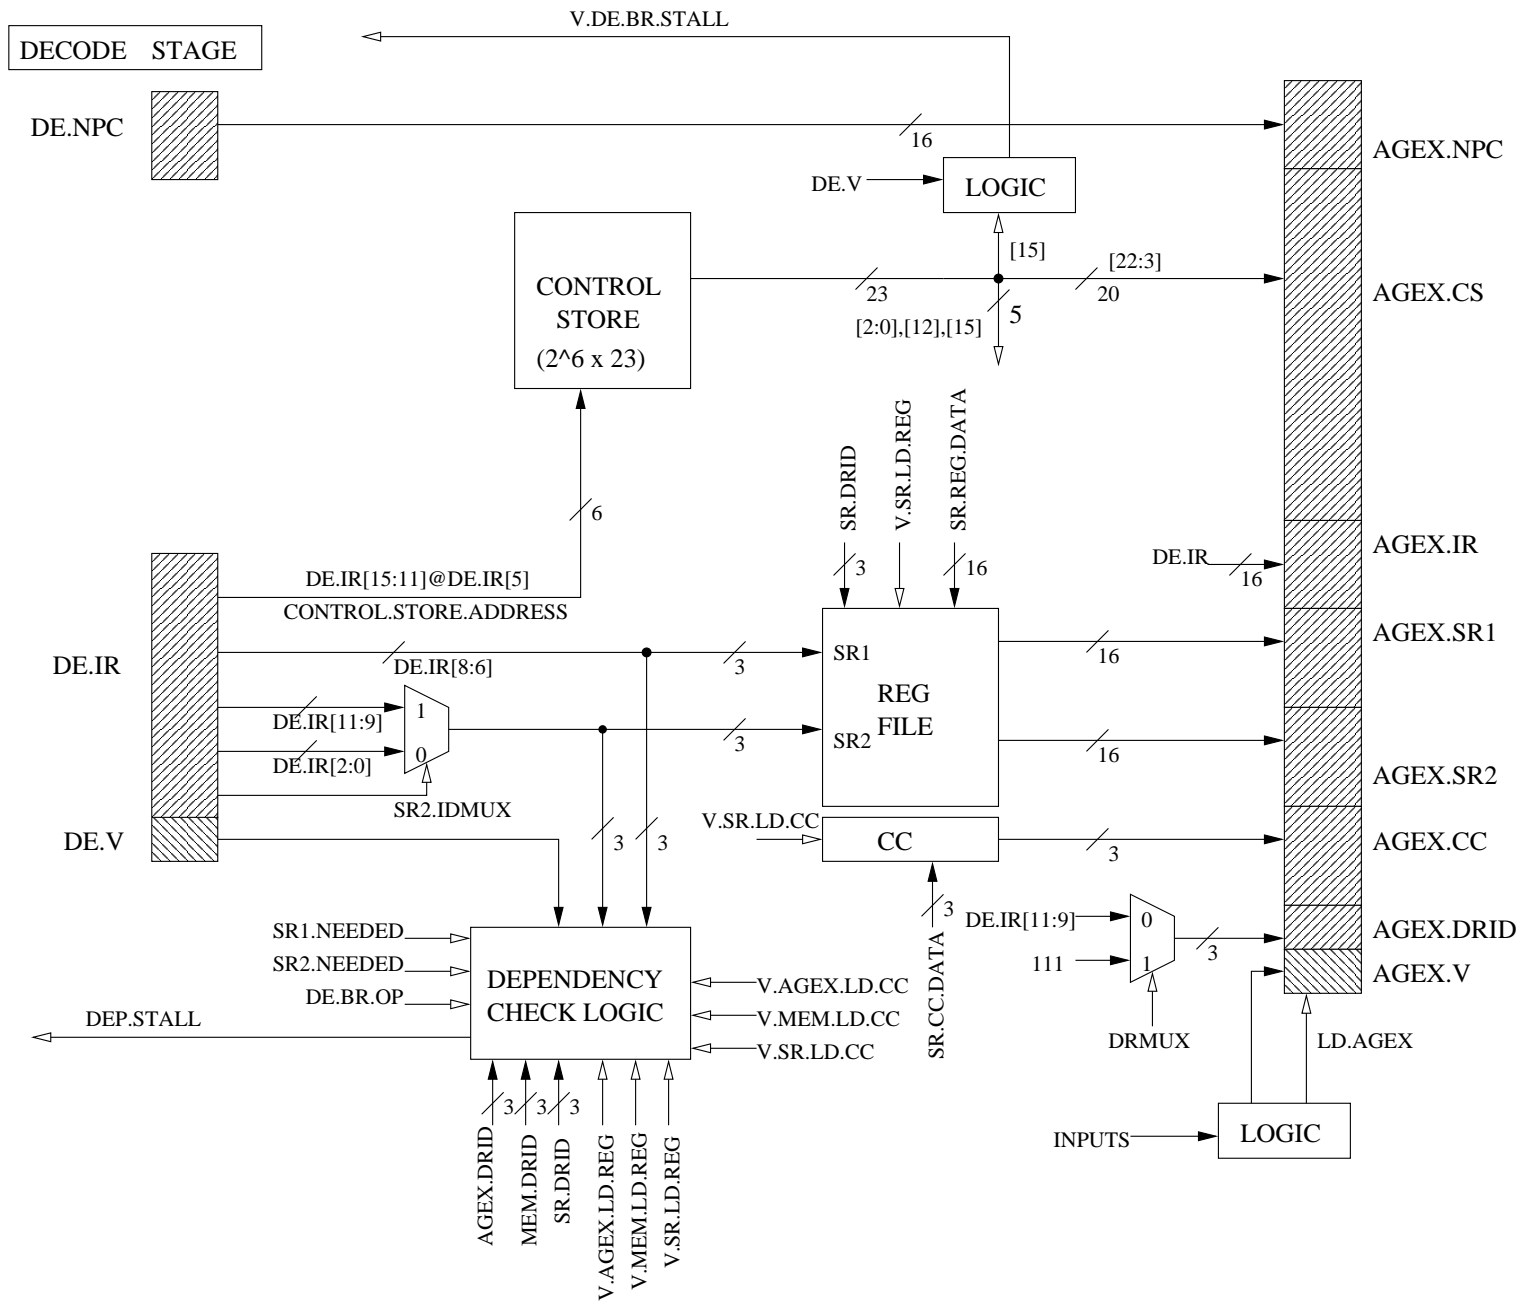 V.DE.BR.STALL
DECODE STAGE
DE.NPC
16
AGEX.NPC
DE.V
LOGIC
[15]
[22:3]
CONTROL
STORE
(2^6 x 23)
23
20
AGEX.CS
[2:0],[12],[15]
5
6
SR.DRID
V.SR.LD.REG
SR.REG.DATA
3
16
DE.IR
16
AGEX.IR
DE.IR[15:11]@DE.IR[5]
CONTROL.STORE.ADDRESS
DE.IR
DE.IR[8:6]
3
SR1
REG
FILE
16
AGEX.SR1
DE.IR[11:9]
1
DE.IR[2:0]
0
3
SR2
16
AGEX.SR2
SR2.IDMUX
DE.V
3
3
V.SR.LD.CC
CC
3
AGEX.CC
3
SR.CC.DATA
DE.IR[11:9]
0
111
1
3
AGEX.DRID
AGEX.V
DRMUX
LD.AGEX
SR1.NEEDED
SR2.NEEDED
DE.BR.OP
DEPENDENCY
CHECK LOGIC
V.AGEX.LD.CC
V.MEM.LD.CC
V.SR.LD.CC
DEP.STALL
3
3
3
AGEX.DRID
MEM.DRID
SR.DRID
V.AGEX.LD.REG
V.MEM.LD.REG
V.SR.LD.REG
INPUTS
LOGIC